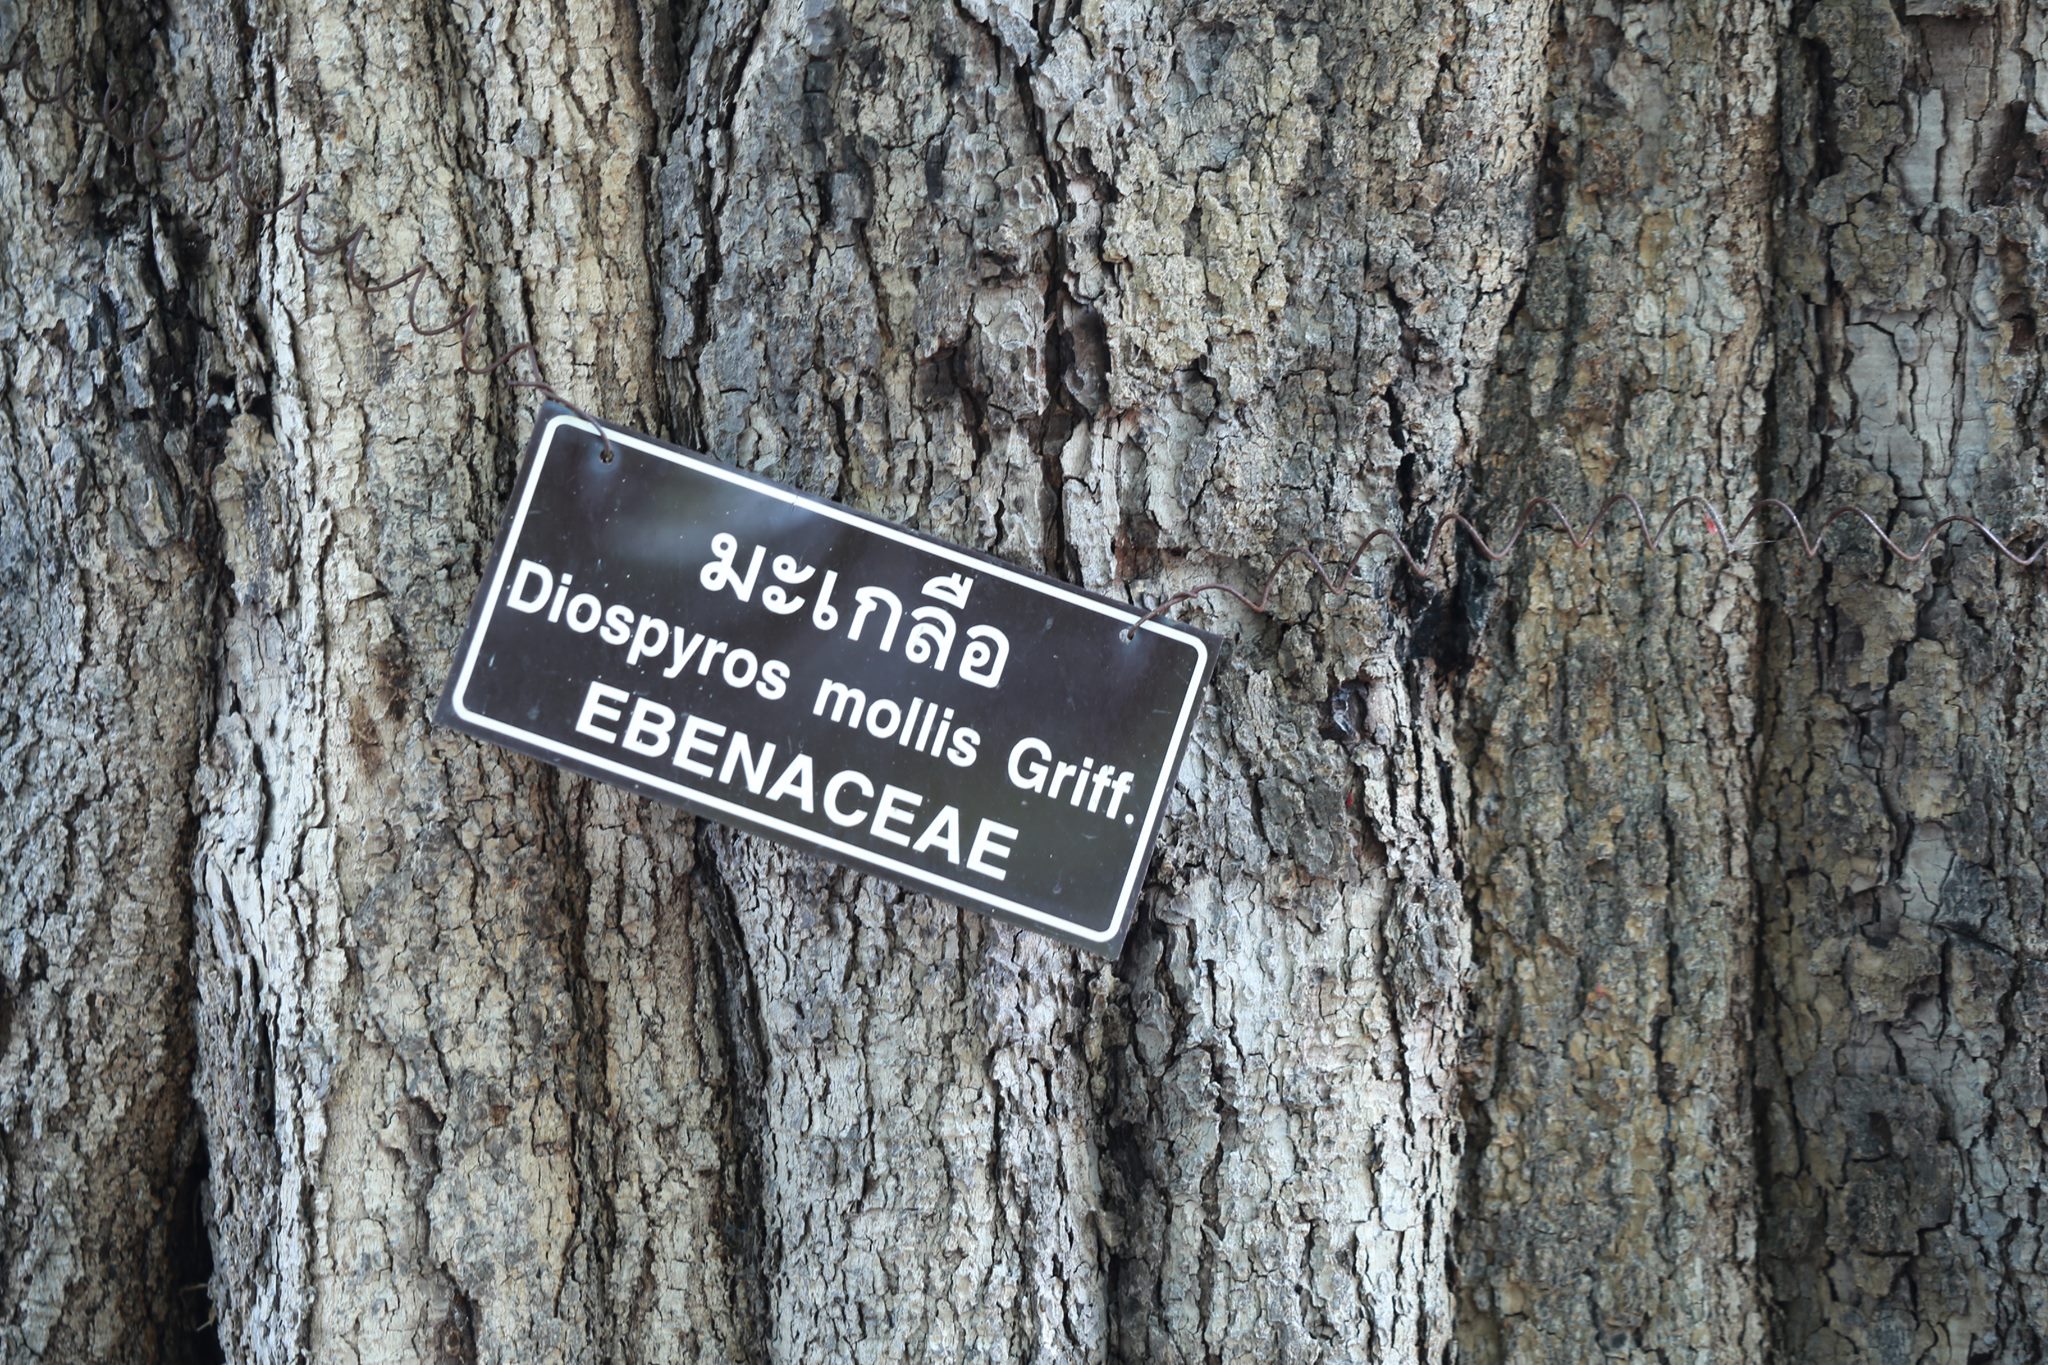 มะเกลือ
Diospyros mollis Griff.
EBENACEAE